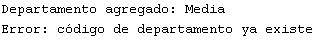 Departamento agregado: Media
Error: código de departamento ya existe